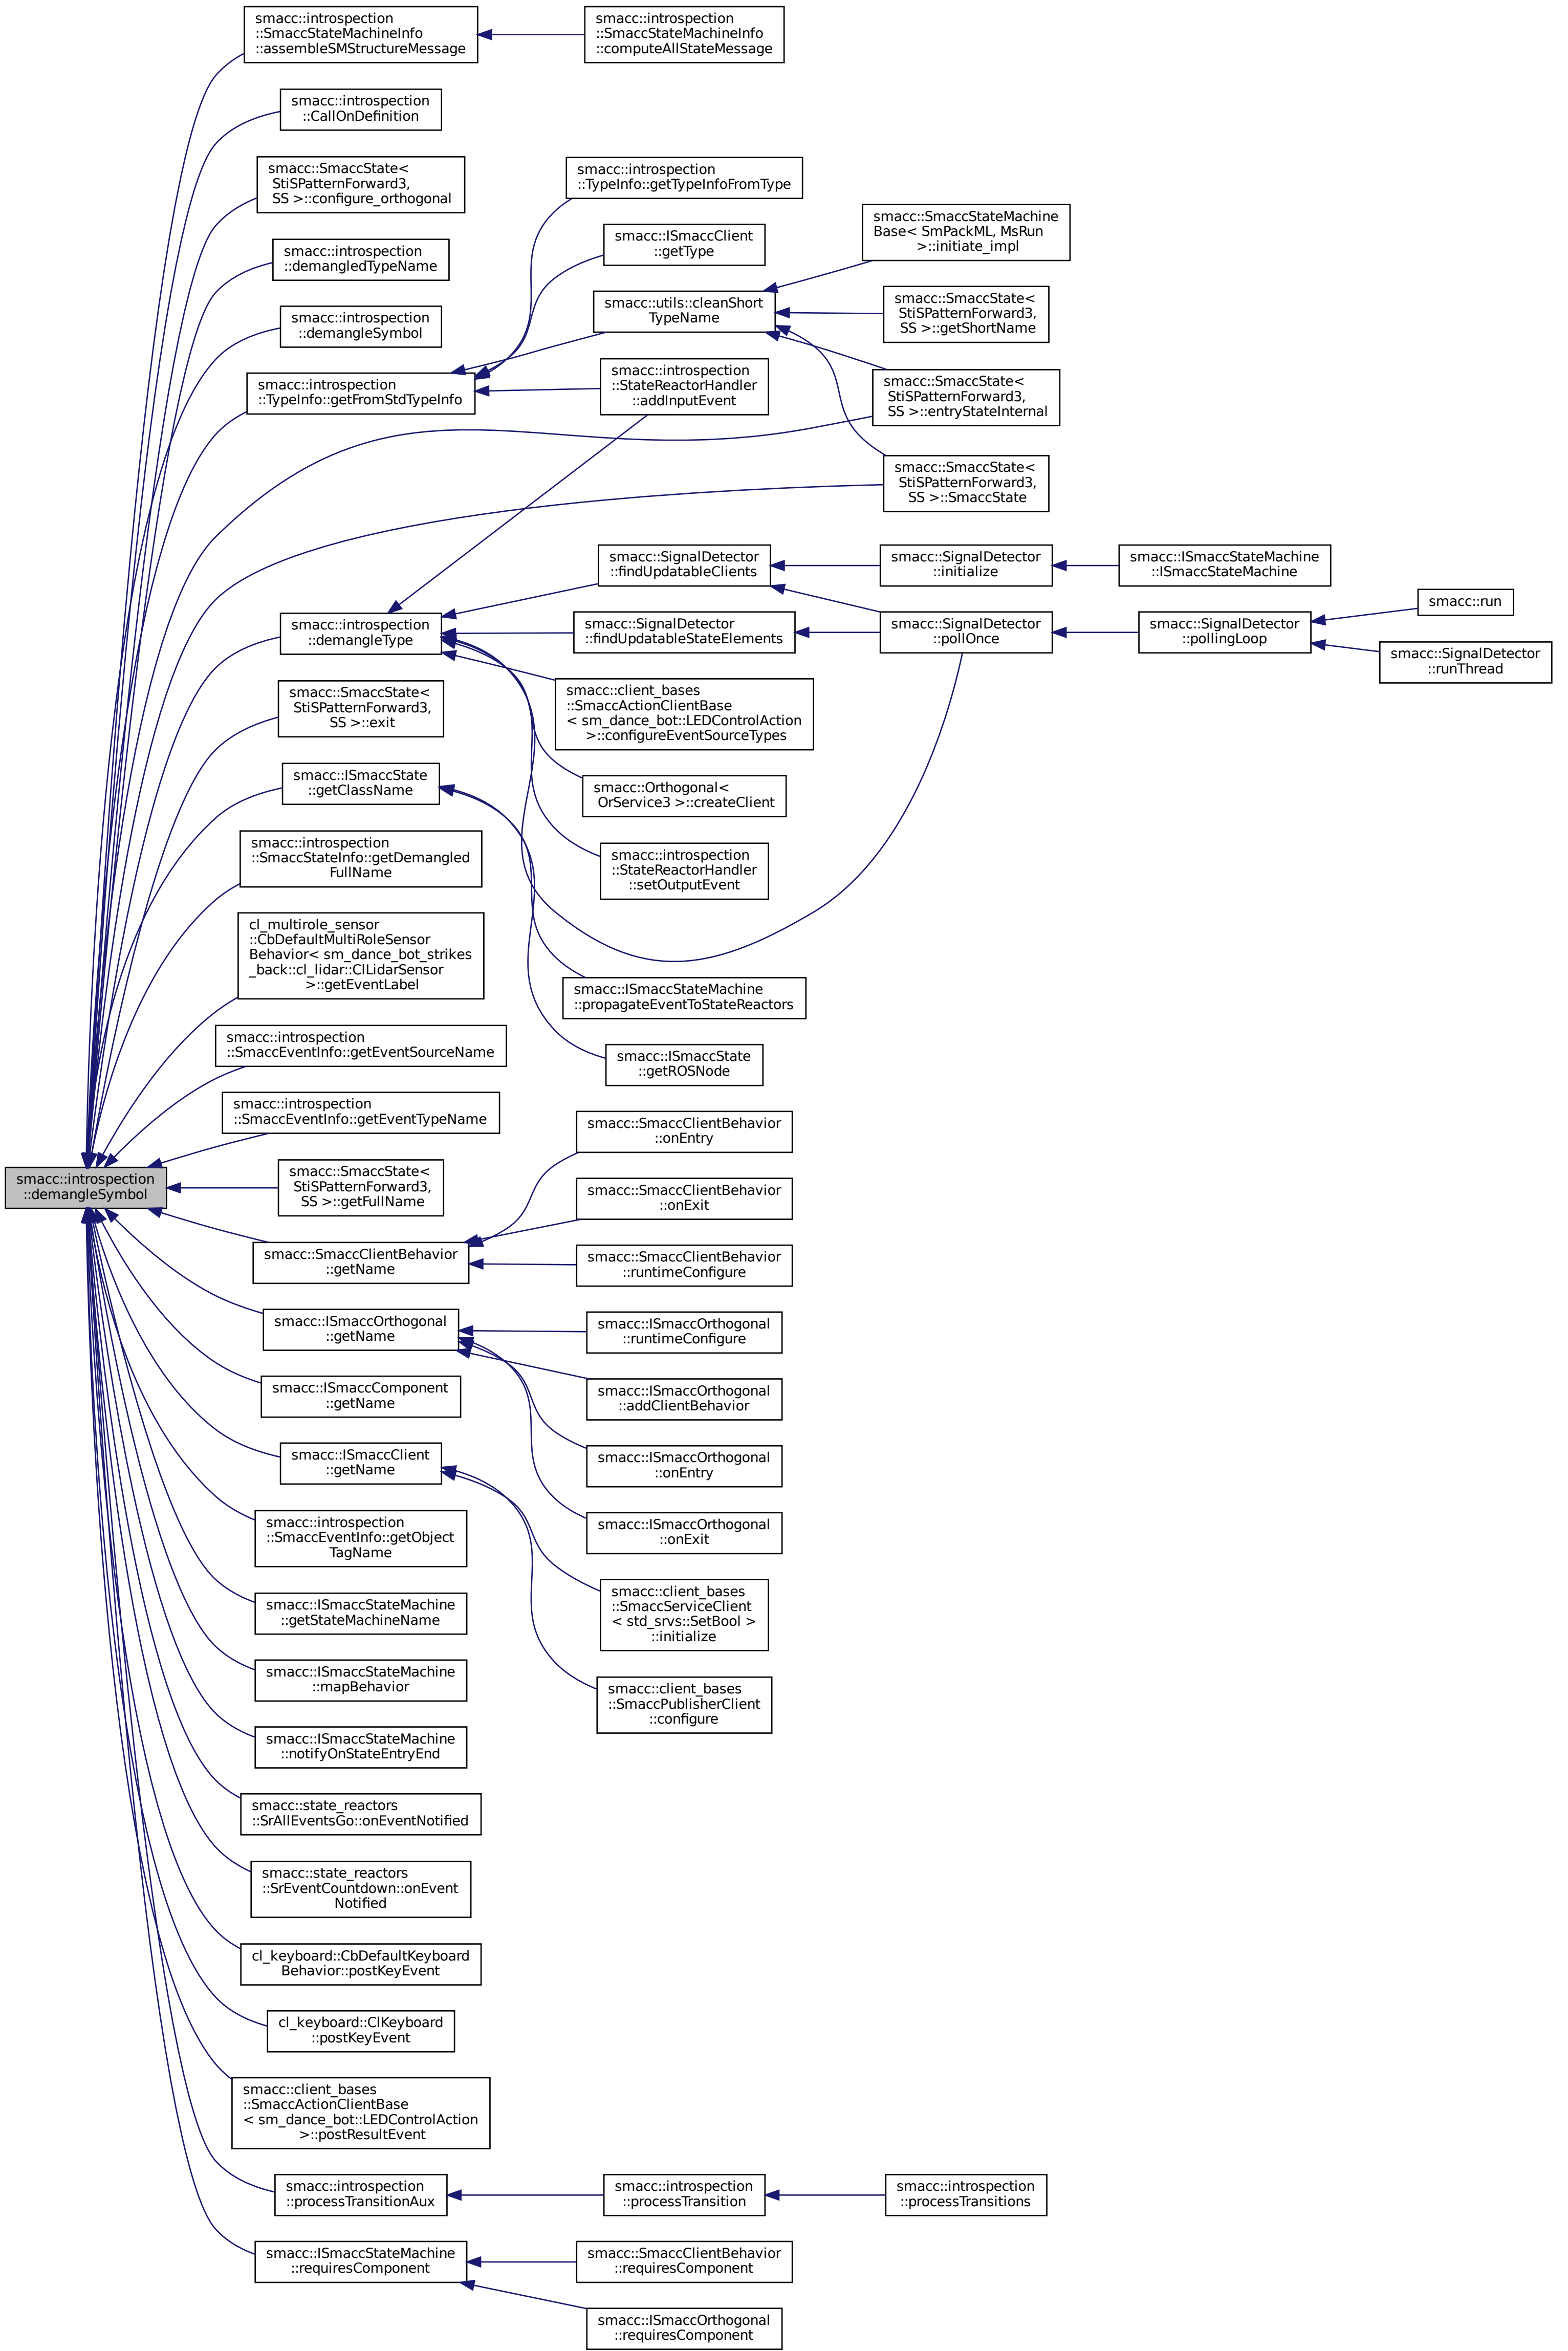 smacc::introspection
::SmaccStateMachineInfo
::assembleSMStructureMessage
smacc::introspection
::SmaccStateMachineInfo
::computeAllStateMessage
smacc::introspection
::CallOnDefinition
smacc::SmaccState<
StiSPatternForward3,
SS >::configure_orthogonal
smacc::introspection
::demangledTypeName
smacc::introspection
::demangleSymbol
smacc::introspection
::TypeInfo::getFromStdTypeInfo
smacc::introspection
::TypeInfo::getTypeInfoFromType
smacc::ISmaccClient
::getType
smacc::utils::cleanShort
TypeName
smacc::introspection
::StateReactorHandler
::addInputEvent
smacc::SmaccStateMachine
Base< SmPackML, MsRun
>::initiate_impl
smacc::SmaccState<
StiSPatternForward3,
SS >::getShortName
smacc::SmaccState<
StiSPatternForward3,
SS >::entryStateInternal
smacc::SmaccState<
StiSPatternForward3,
SS >::SmaccState
smacc::introspection
::demangleType
smacc::SignalDetector
::findUpdatableClients
smacc::SignalDetector
::initialize
smacc::ISmaccStateMachine
::ISmaccStateMachine
smacc::SignalDetector
::findUpdatableStateElements
smacc::SignalDetector
::pollOnce
smacc::SignalDetector
::pollingLoop
smacc::run
smacc::SignalDetector
::runThread
smacc::client_bases
::SmaccActionClientBase
< sm_dance_bot::LEDControlAction
>::configureEventSourceTypes
smacc::Orthogonal<
OrService3 >::createClient
smacc::introspection
::StateReactorHandler
::setOutputEvent
smacc::SmaccState<
StiSPatternForward3,
SS >::exit
smacc::ISmaccState
::getClassName
smacc::ISmaccStateMachine
::propagateEventToStateReactors
smacc::ISmaccState
::getROSNode
smacc::introspection
::SmaccStateInfo::getDemangled
FullName
cl_multirole_sensor
::CbDefaultMultiRoleSensor
Behavior< sm_dance_bot_strikes
_back::cl_lidar::ClLidarSensor
>::getEventLabel
smacc::introspection
::SmaccEventInfo::getEventSourceName
smacc::introspection
::SmaccEventInfo::getEventTypeName
smacc::introspection
::demangleSymbol
smacc::SmaccState<
StiSPatternForward3,
SS >::getFullName
smacc::SmaccClientBehavior
::getName
smacc::SmaccClientBehavior
::onEntry
smacc::SmaccClientBehavior
::onExit
smacc::SmaccClientBehavior
::runtimeConfigure
smacc::ISmaccOrthogonal
::getName
smacc::ISmaccOrthogonal
::runtimeConfigure
smacc::ISmaccOrthogonal
::addClientBehavior
smacc::ISmaccOrthogonal
::onEntry
smacc::ISmaccOrthogonal
::onExit
smacc::ISmaccComponent
::getName
smacc::ISmaccClient
::getName
smacc::client_bases
::SmaccServiceClient
< std_srvs::SetBool >
::initialize
smacc::client_bases
::SmaccPublisherClient
::configure
smacc::introspection
::SmaccEventInfo::getObject
TagName
smacc::ISmaccStateMachine
::getStateMachineName
smacc::ISmaccStateMachine
::mapBehavior
smacc::ISmaccStateMachine
::notifyOnStateEntryEnd
smacc::state_reactors
::SrAllEventsGo::onEventNotified
smacc::state_reactors
::SrEventCountdown::onEvent
Notified
cl_keyboard::CbDefaultKeyboard
Behavior::postKeyEvent
cl_keyboard::ClKeyboard
::postKeyEvent
smacc::client_bases
::SmaccActionClientBase
< sm_dance_bot::LEDControlAction
>::postResultEvent
smacc::introspection
::processTransitionAux
smacc::introspection
::processTransition
smacc::introspection
::processTransitions
smacc::ISmaccStateMachine
::requiresComponent
smacc::SmaccClientBehavior
::requiresComponent
smacc::ISmaccOrthogonal
::requiresComponent